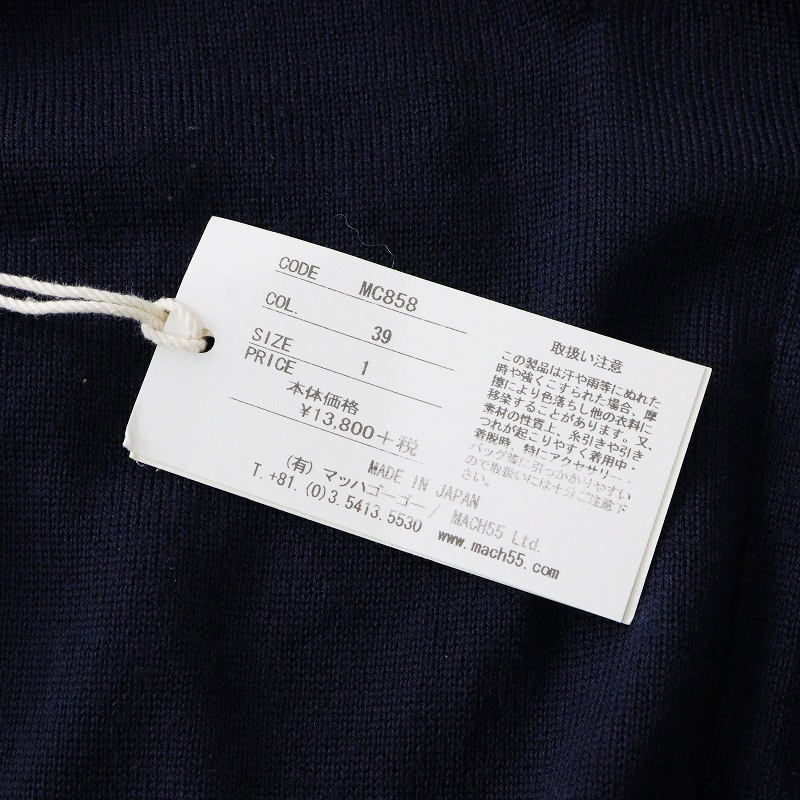 CODE MC858
COL. 39
SIZE 1
PRICE
本体価格
¥13,800+税
MADE IN JAPAN
(有) マッハゴーゴー/ MACH55 Ltd.
T. +81. (0)3.5413.5530 www.mach55.com
取扱い注意
この製品は汗や雨等にぬれた
時や強くこすられた場合、摩
擦により色落らし他の衣料に
移染することがあります。又、
素材の性質上、糸引きや引き
つれが起こりやすく着用中・
着脱時、特にアクセサリー・
バッグ等に引っかかりやすい
ので取扱いには十分ご注意下
さい。